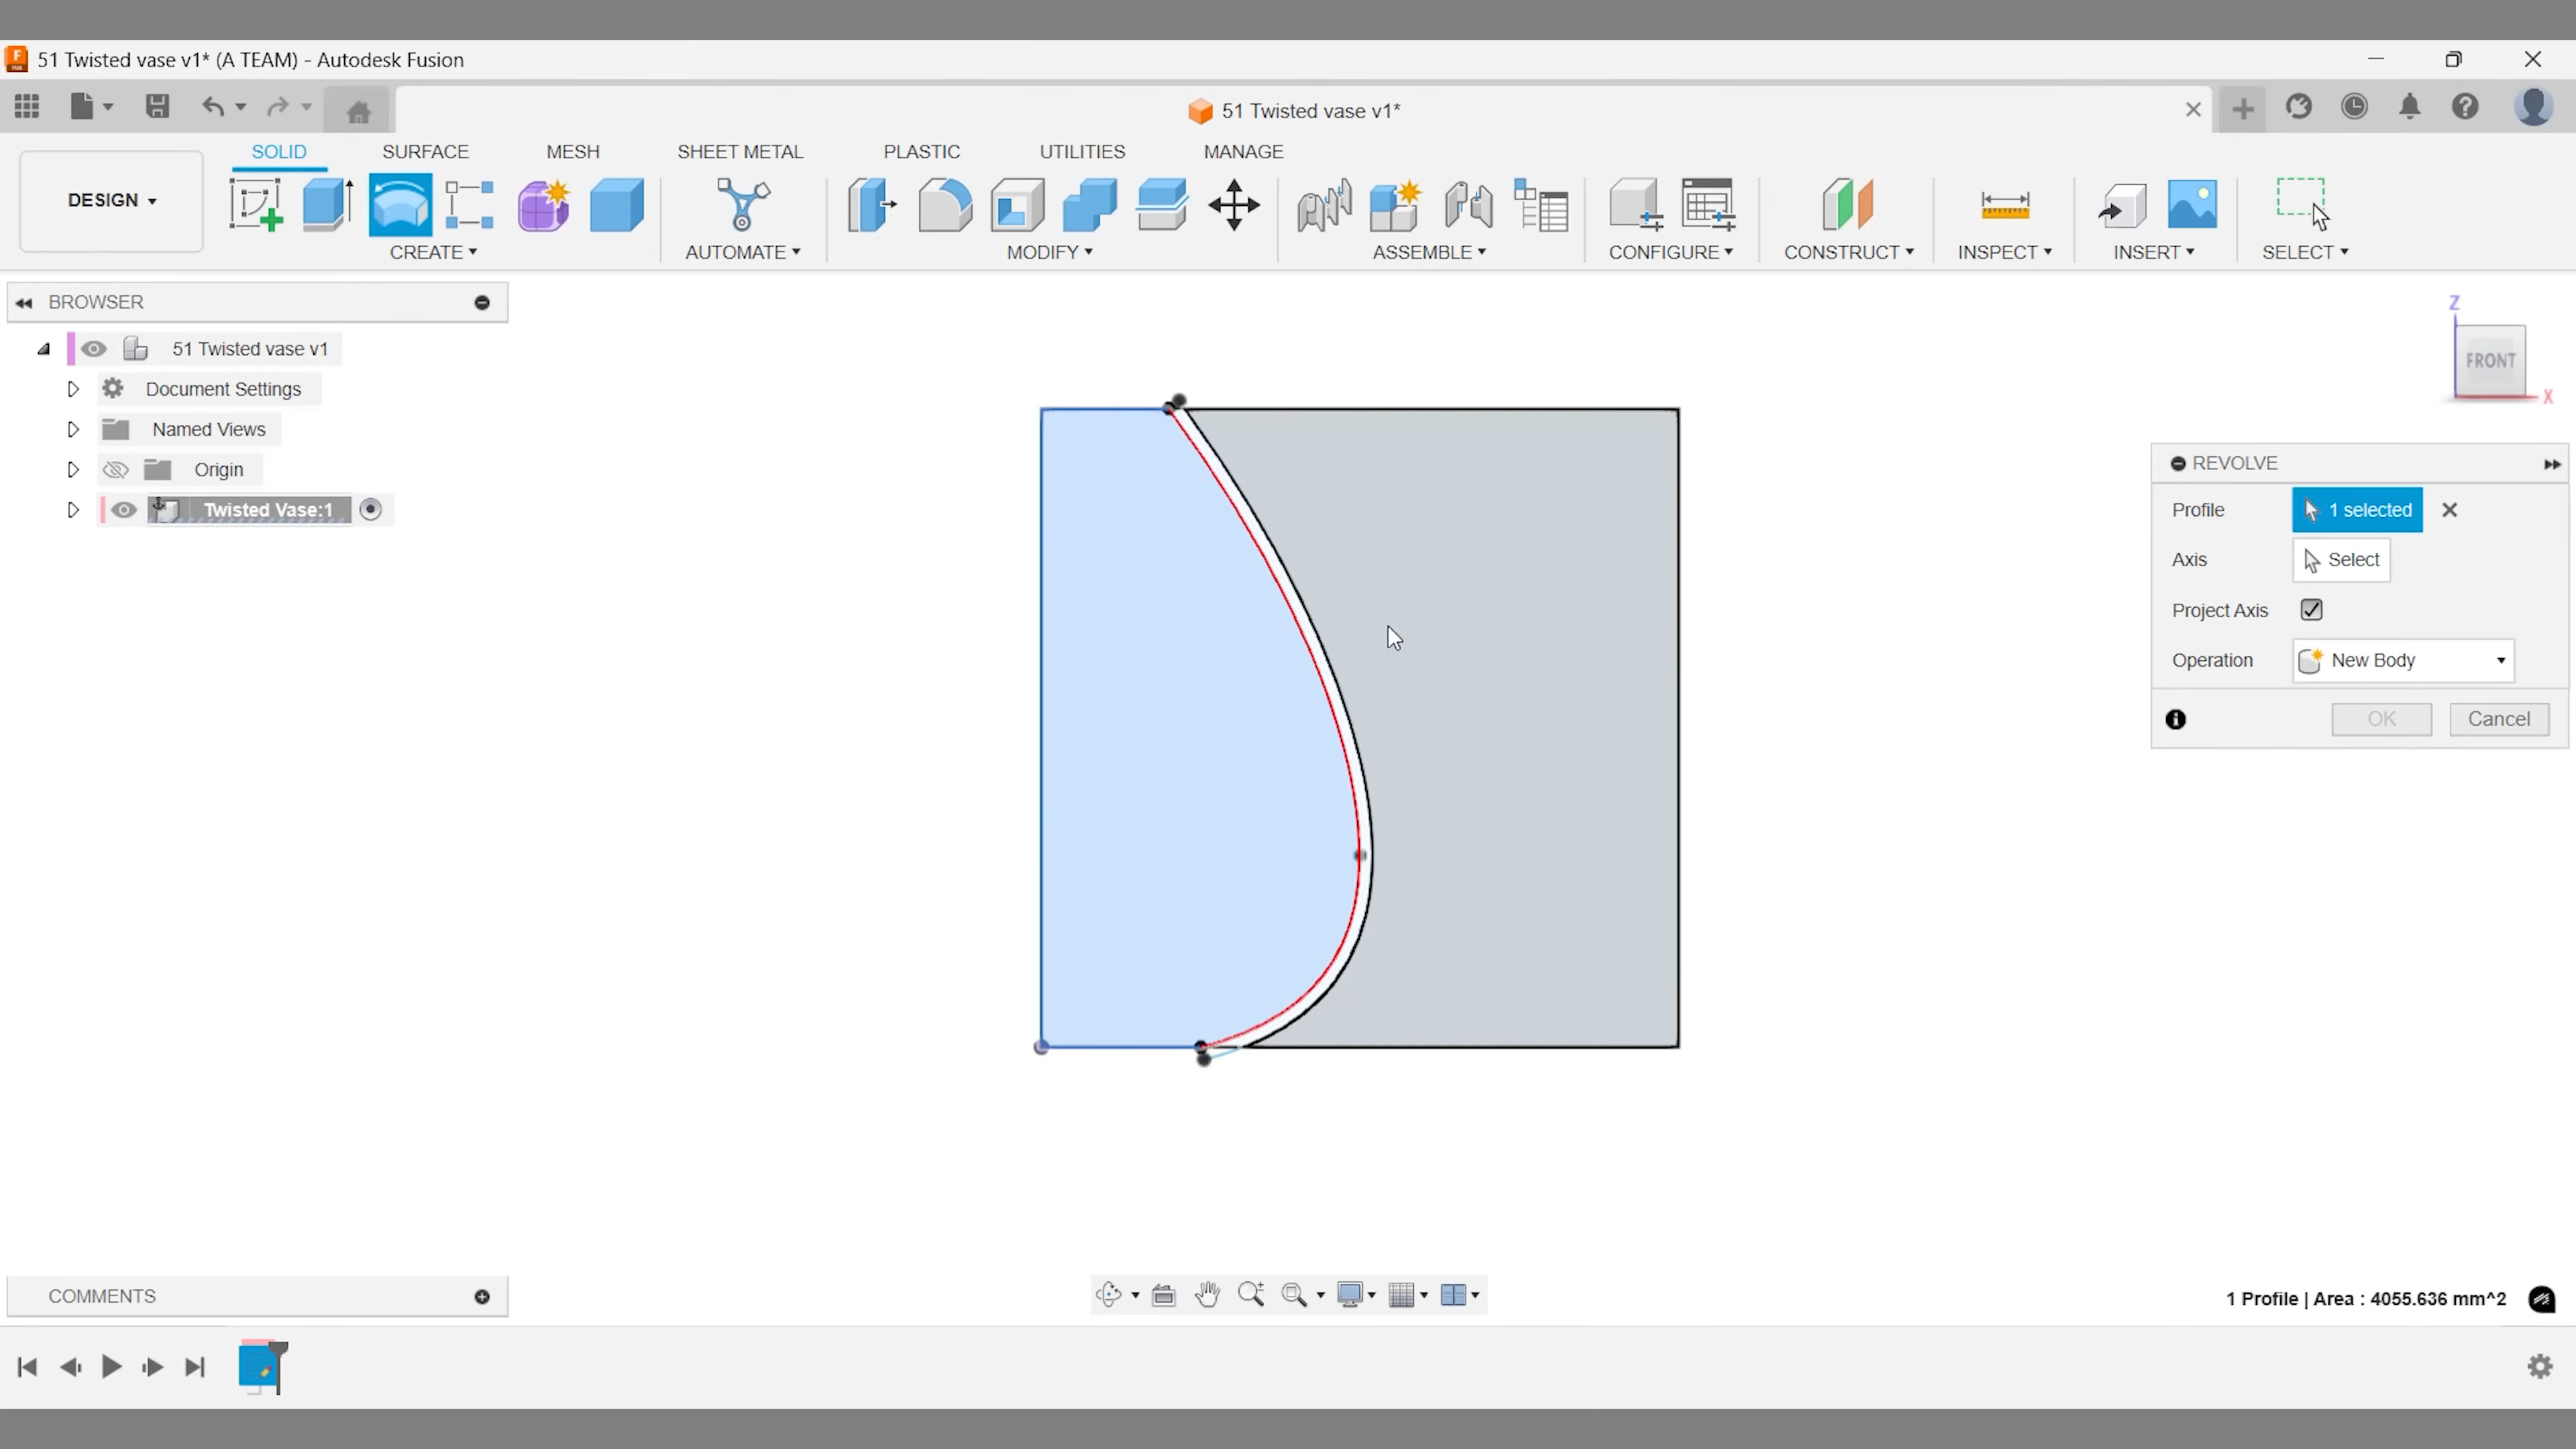 51 Twisted vase v1* (A TEAM) - Autodesk Fusion
51 Twisted vase v1*
SOLID SURFACE MESH SHEET METAL PLASTIC UTILITIES MANAGE
DESIGN
CREATE AUTOMATE MODIFY ASSEMBLE CONFIGURE CONSTRUCT INSPECT INSERT SELECT
BROWSER
51 Twisted vase v1
Document Settings
Named Views
Origin
Twisted Vase:1
Z
FRONT
X
REVOLVE
Profile 1 selected
Axis Select
Project Axis
Operation New Body
OK Cancel
COMMENTS
1 Profile | Area : 4055.636 mm^2